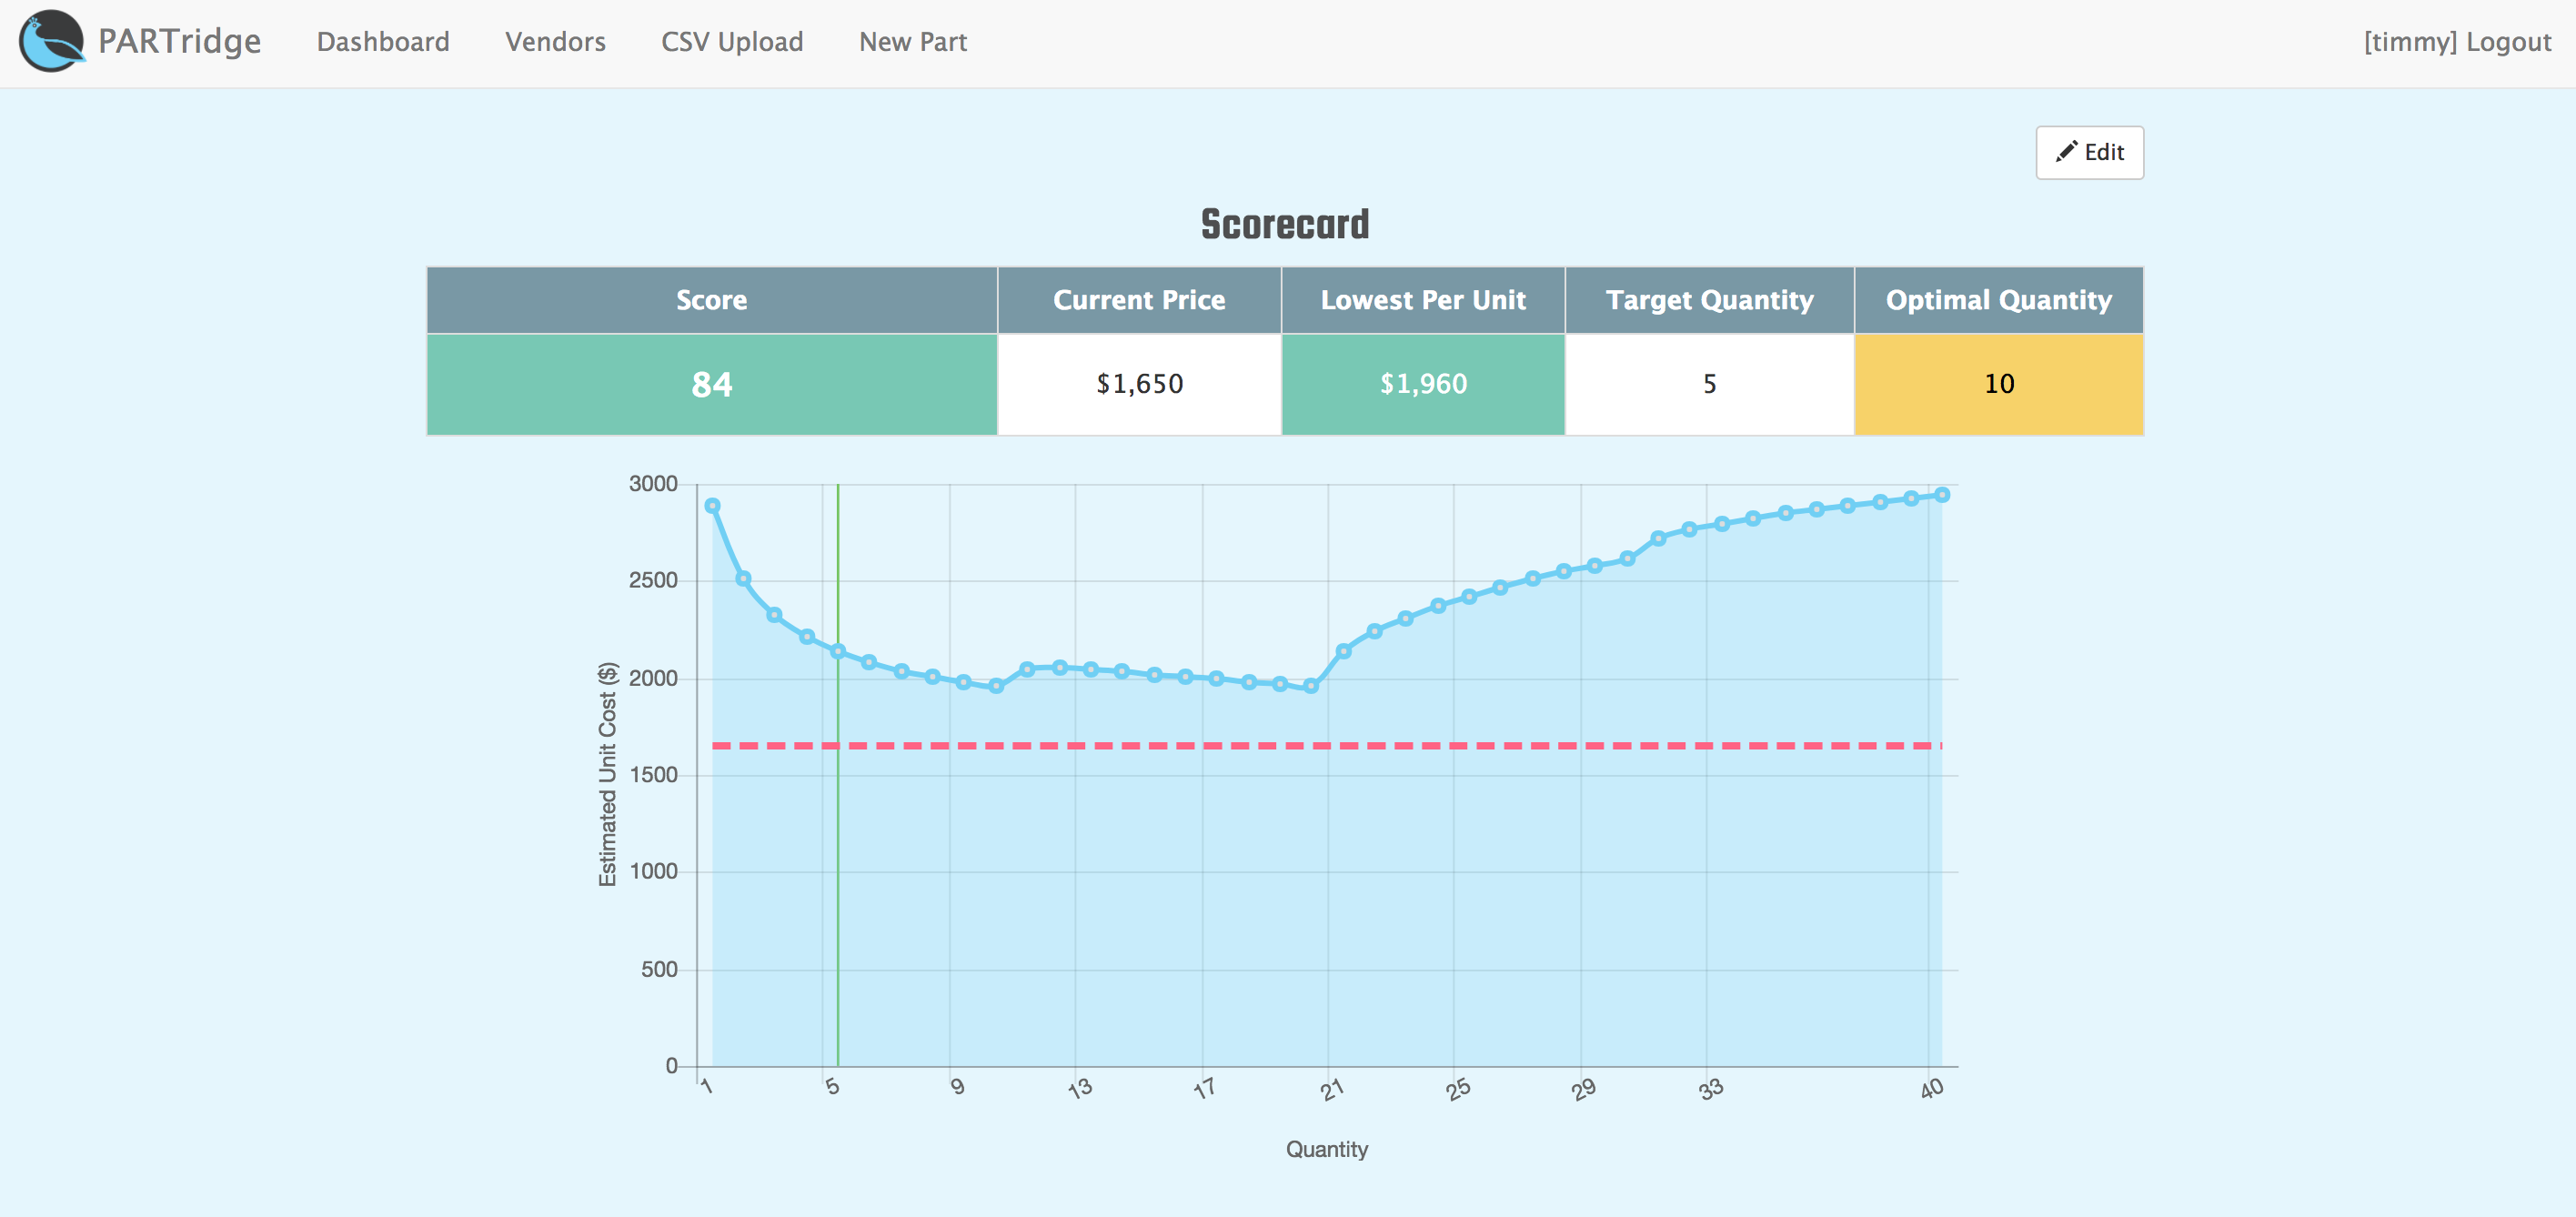 PARTridge Dashboard Vendors CSV Upload New Part [timmy] Logout
Edit
Scorecard
Score Current Price Lowest Per Unit Target Quantity Optimal Quantity
84 $1,650 $1,960 5 10
3000
2500
2000
1500
1000
500
0
Estimated Unit Cost ($)
1 5 9 13 17 21 25 29 33 40
Quantity